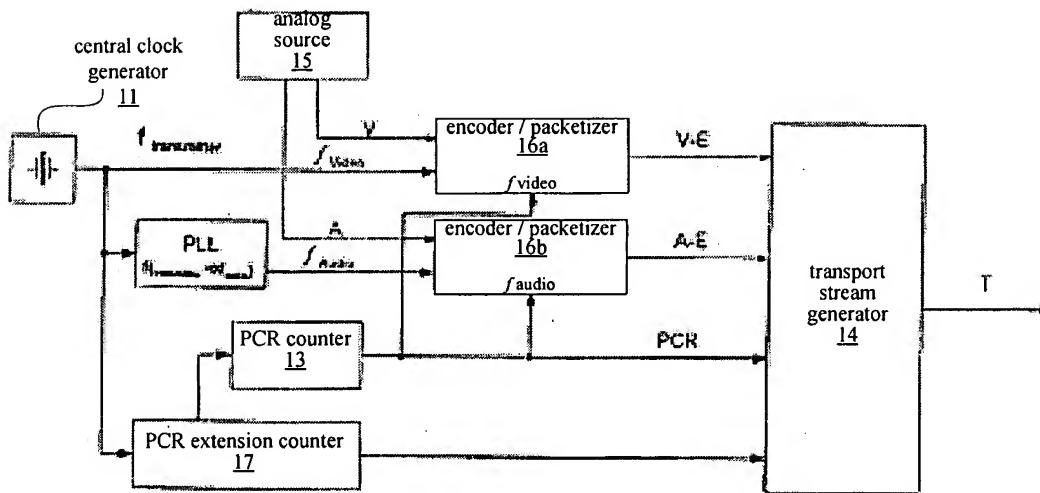 analog
source
15
central clock
generator
11
V
encoder / packetizer
16a
f video
V-E
f transmitter
f Video
A
encoder / packetizer
16b
f audio
A-E
PLL
f Audio
transport
stream
generator
14
T
PCR counter
13
PCR
PCR extension counter
17